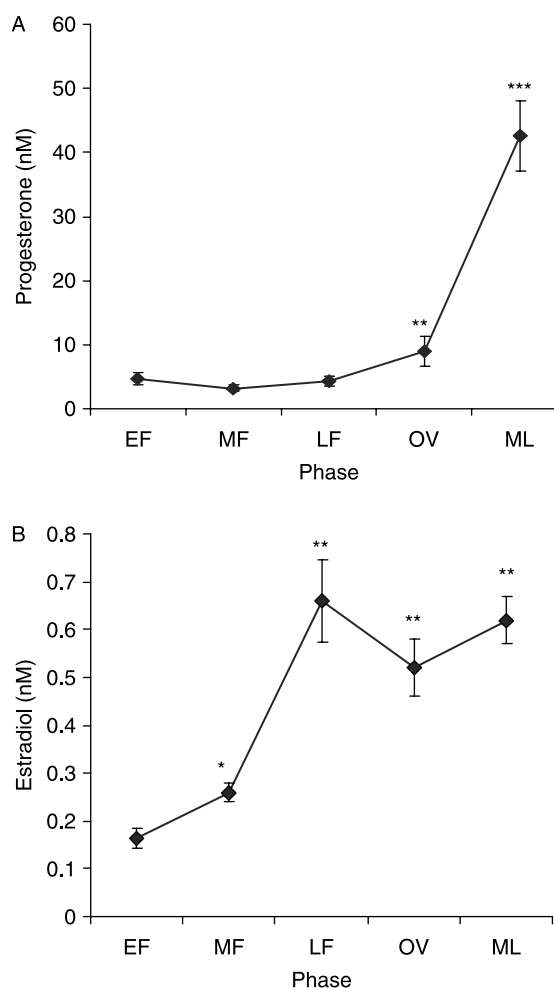 A
60
50
40
30
20
10
0
Progesterone (nM)
***
**
EF MF LF OV ML
Phase
B
0.8
0.7
0.6
0.5
0.4
0.3
0.2
0.1
0
Estradiol (nM)
**
**
**
*
EF MF LF OV ML
Phase